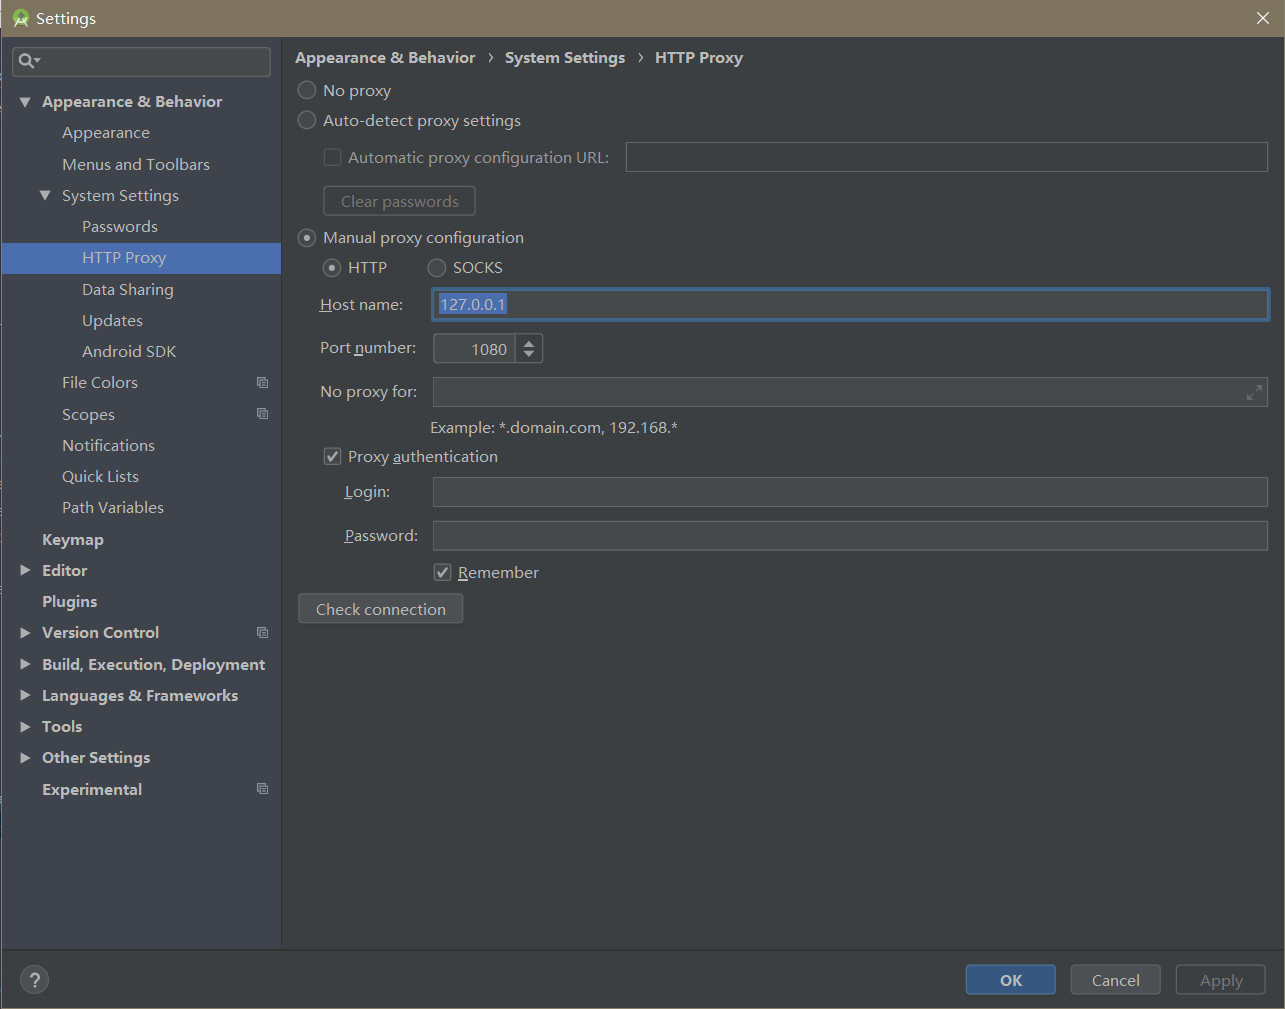 Settings
Appearance & Behavior
Appearance
Menus and Toolbars
System Settings
Passwords
HTTP Proxy
Data Sharing
Updates
Android SDK
File Colors
Scopes
Notifications
Quick Lists
Path Variables
Keymap
Editor
Plugins
Version Control
Build, Execution, Deployment
Languages & Frameworks
Tools
Other Settings
Experimental
Appearance & Behavior › System Settings › HTTP Proxy
No proxy
Auto-detect proxy settings
Automatic proxy configuration URL:
Clear passwords
Manual proxy configuration
HTTP SOCKS
Host name: 127.0.0.1
Port number: 1080
No proxy for:
Example: *.domain.com, 192.168.*
Proxy authentication
Login:
Password:
Remember
Check connection
? OK Cancel Apply